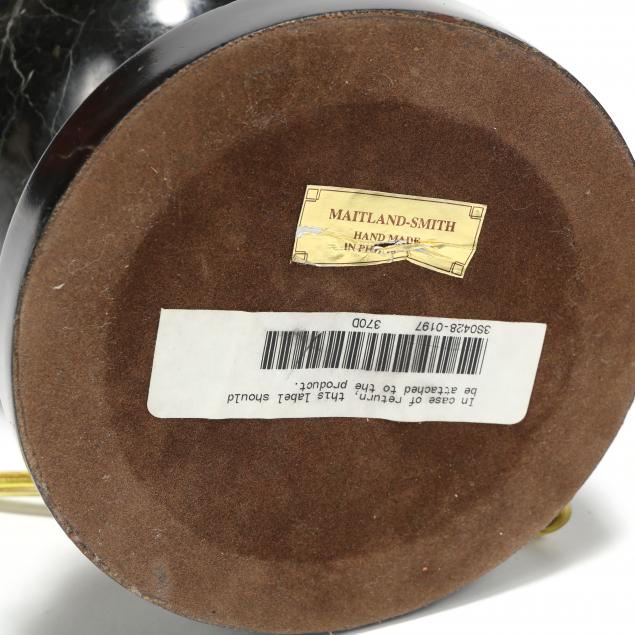 MAITLAND-SMITH
HAND MADE
IN
3S0428-0197 370D
In case of return, this label should
be attached to the product.